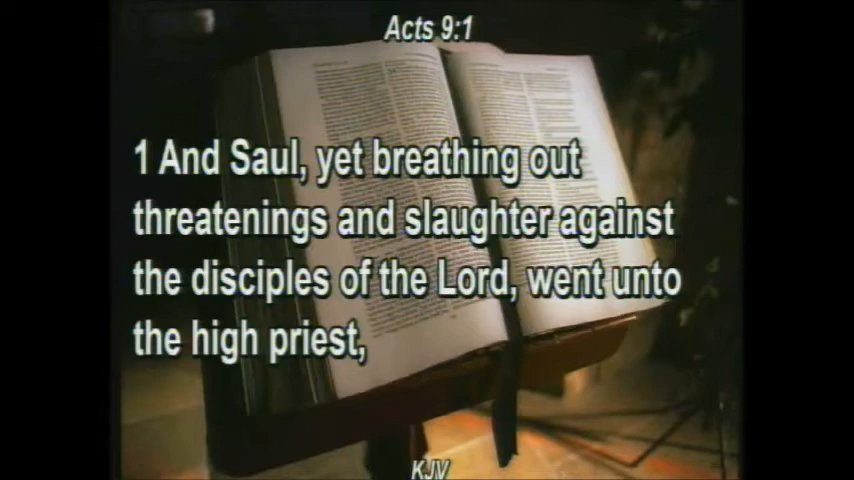 Acts 9:1
1 And Saul, yet breathing out
threatenings and slaughter against
the disciples of the Lord, went unto
the high priest,
KJV